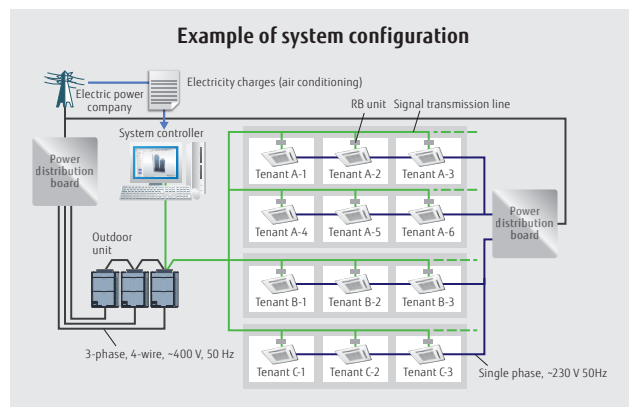 Example of system configuration
Electricity charges (air conditioning)
Electric power
company
RB unit
Signal transmission line
System controller
Power
distribution
board
Tenant A-1
Tenant A-2
Tenant A-3
Tenant A-4
Tenant A-5
Tenant A-6
Power
distribution
board
Outdoor
unit
Tenant B-1
Tenant B-2
Tenant B-3
3-phase, 4-wire, ~400 V, 50 Hz
Tenant C-1
Tenant C-2
Tenant C-3
Single phase, ~230 V 50Hz